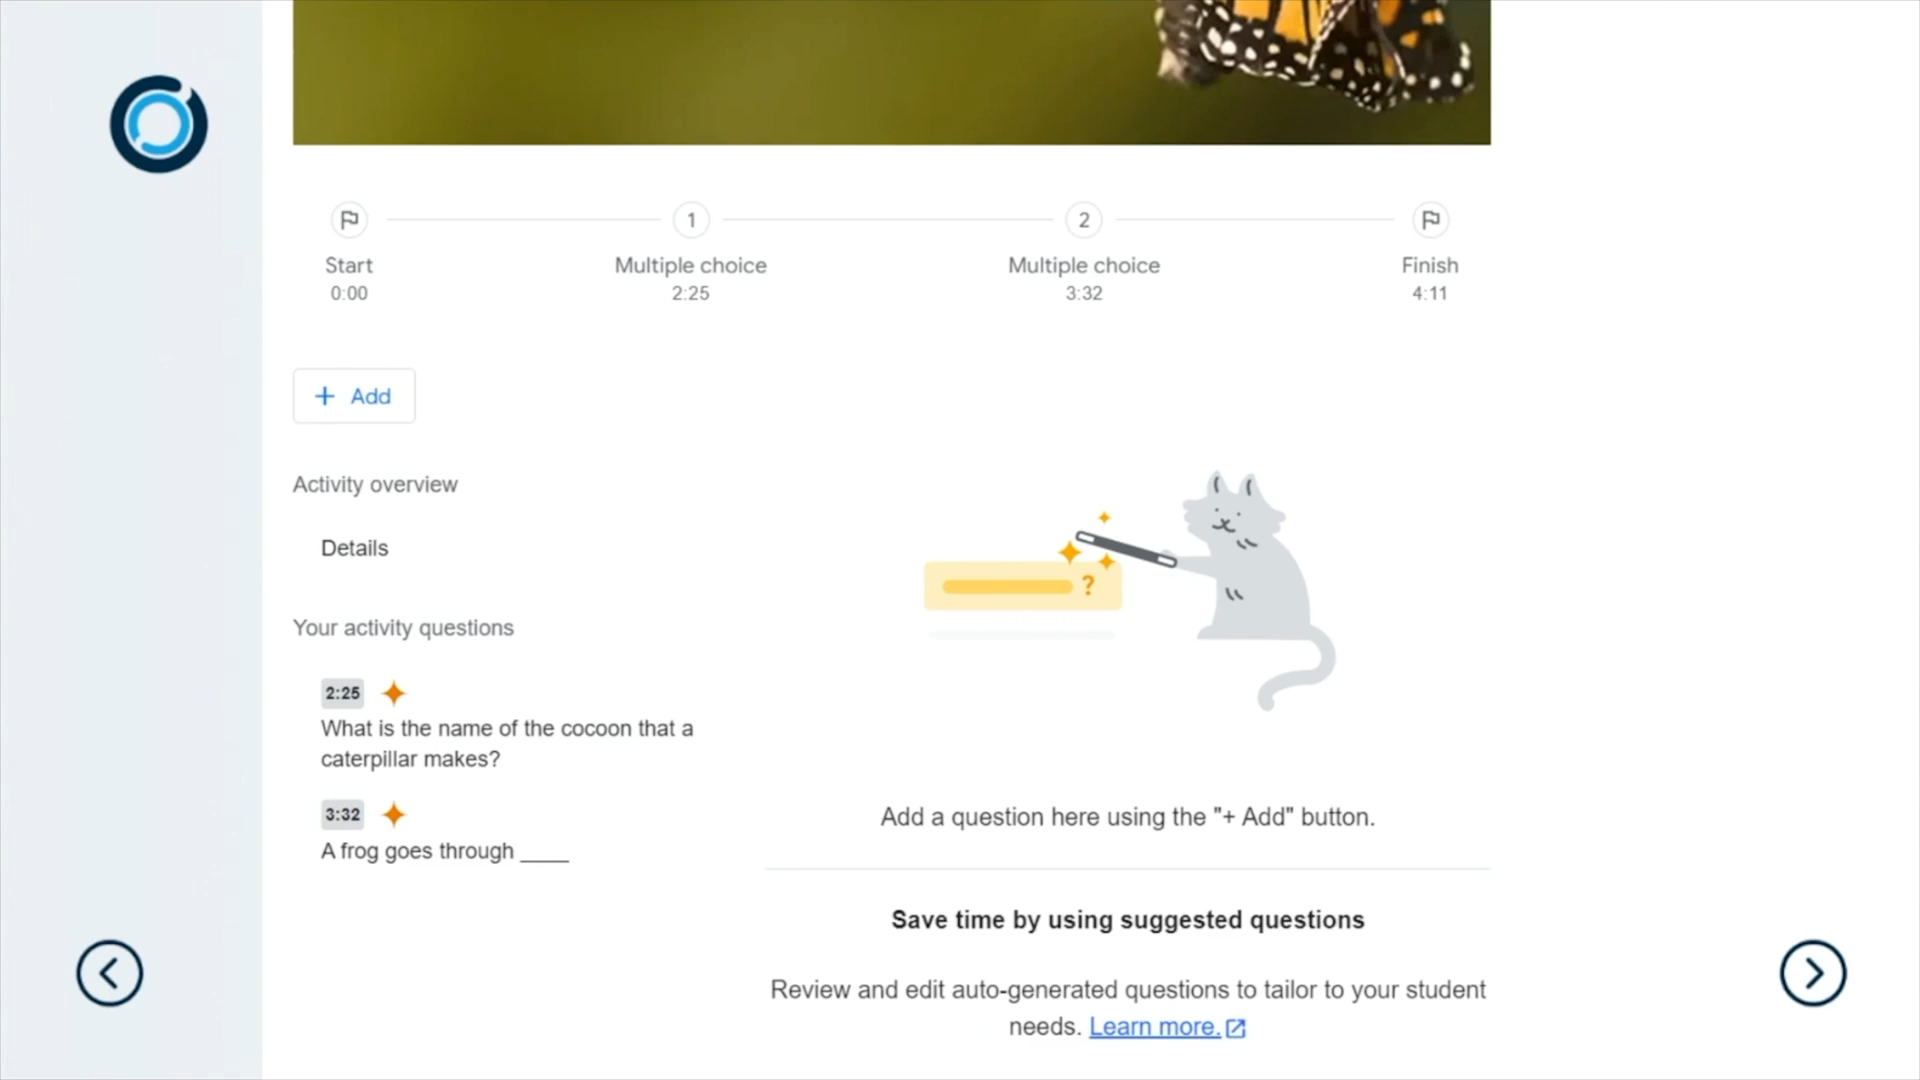 1
2
Start
Multiple choice
Multiple choice
Finish
0:00
2:25
3:32
4:11
+ Add
Activity overview
Details
Your activity questions
2:25
What is the name of the cocoon that a
caterpillar makes?
3:32
A frog goes through ____
?
Add a question here using the "+ Add" button.
Save time by using suggested questions
Review and edit auto-generated questions to tailor to your student
needs. Learn more.